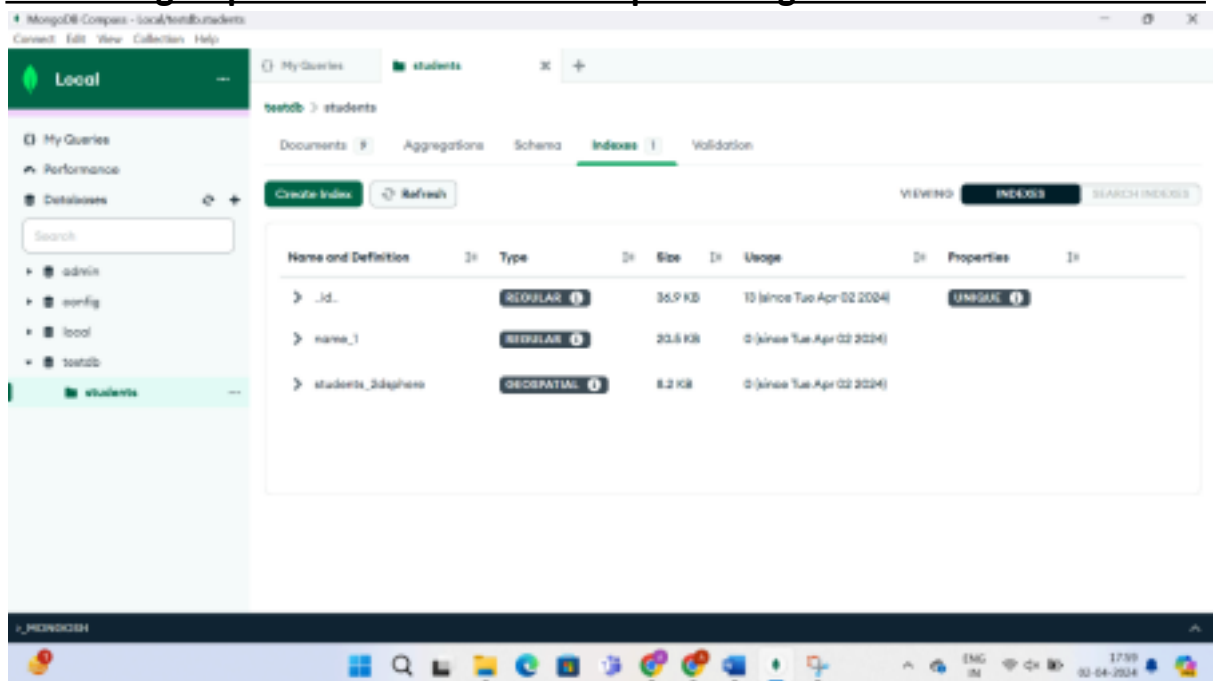 MongoDB Compass - Local/testdb.students
Connect Edit View Collection Help
Local
My Queries
Performance
Databases
Search
admin
config
local
testdb
students
My Queries
students
testdb > students
Documents 9 Aggregations Schema Indexes 1 Validation
Create Index Refresh
VIEWING INDEXES SEARCH INDEXES
Name and Definition Type Size Usage Properties
_id_ REGULAR 36.9 KB 13 (since Tue Apr 02 2024) UNIQUE
name_1 REGULAR 20.5 KB 0 (since Tue Apr 02 2024)
students_2dsphere GEOSPATIAL 8.2 KB 0 (since Tue Apr 02 2024)
>_MONGOSH
ENG
IN
02-04-2024